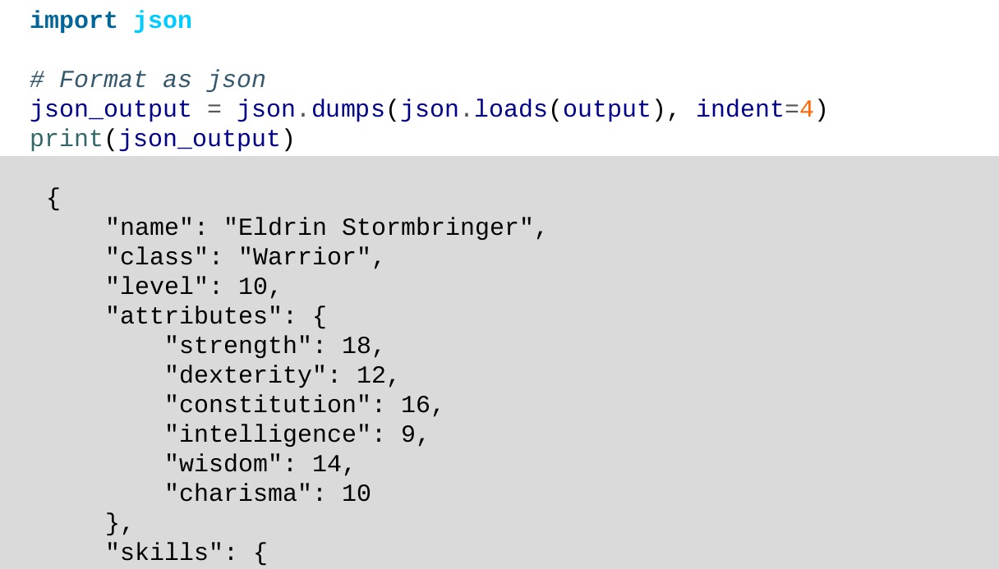 import json

# Format as json
json_output = json.dumps(json.loads(output), indent=4)
print(json_output)

{
    "name": "Eldrin Stormbringer",
    "class": "Warrior",
    "level": 10,
    "attributes": {
        "strength": 18,
        "dexterity": 12,
        "constitution": 16,
        "intelligence": 9,
        "wisdom": 14,
        "charisma": 10
    },
    "skills": {